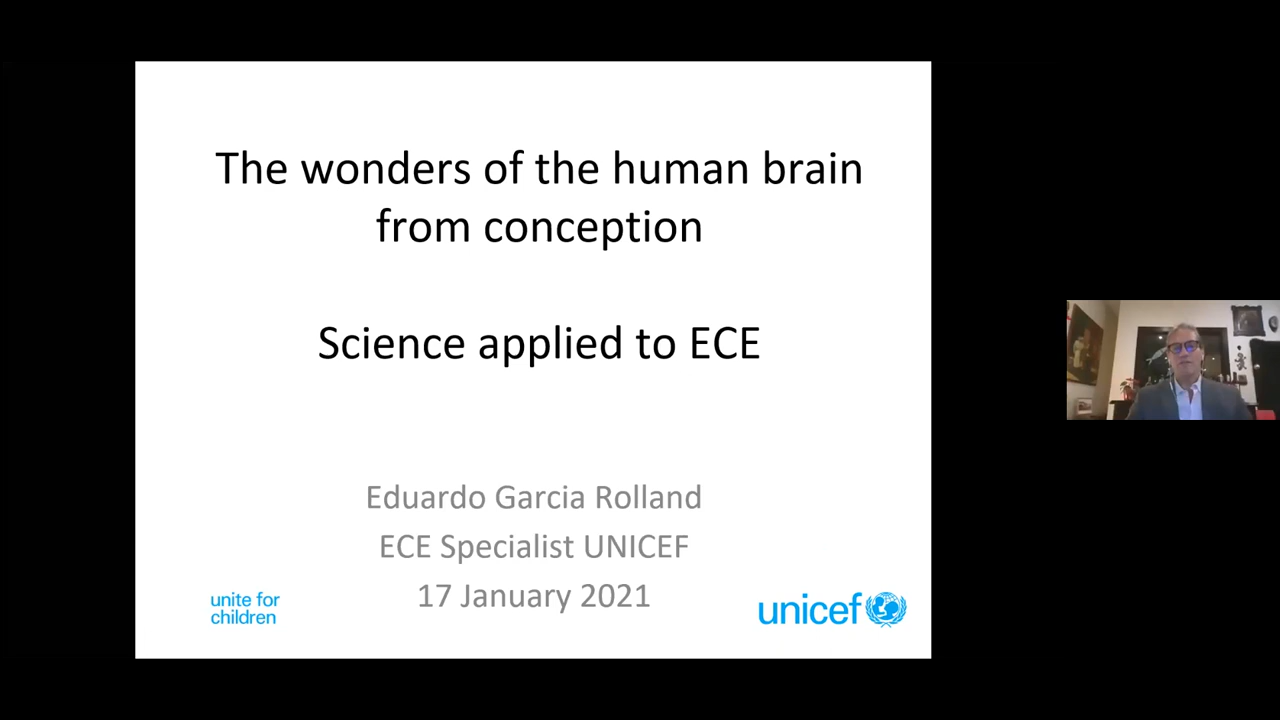 The wonders of the human brain
from conception
Science applied to ECE
Eduardo Garcia Rolland
ECE Specialist UNICEF
17 January 2021
unite for
children
unicef